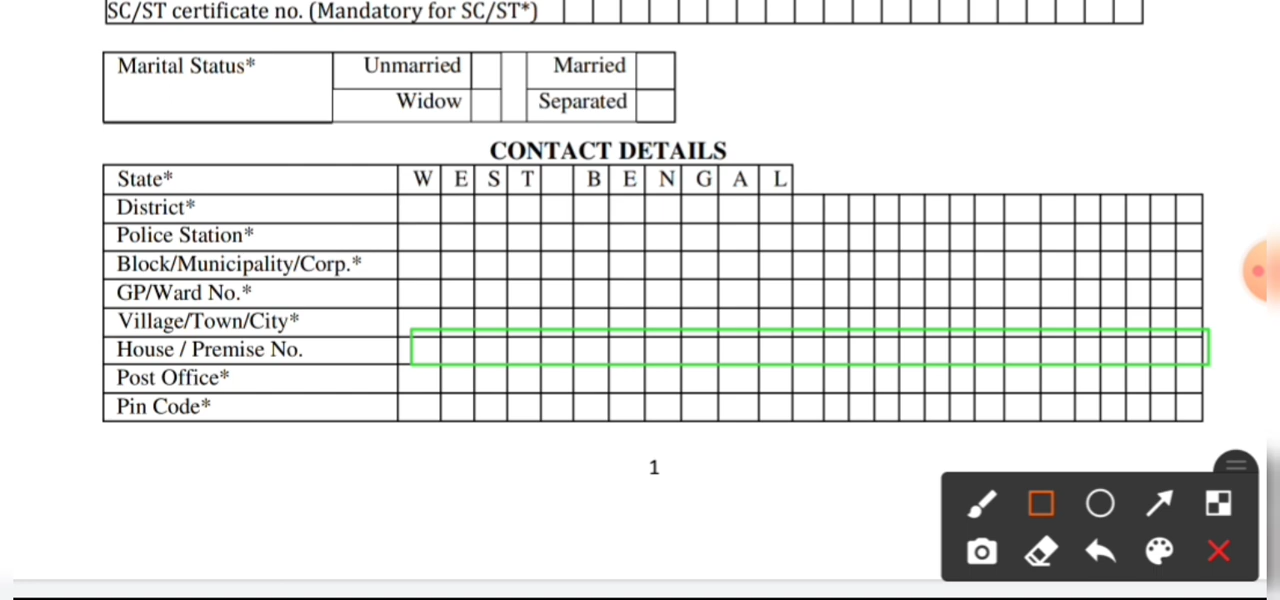 SC/ST certificate no. (Mandatory for SC/ST*)
Marital Status* Unmarried Married
Widow Separated
CONTACT DETAILS
State* W E S T B E N G A L
District*
Police Station*
Block/Municipality/Corp.*
GP/Ward No.*
Village/Town/City*
House / Premise No.
Post Office*
Pin Code*
1